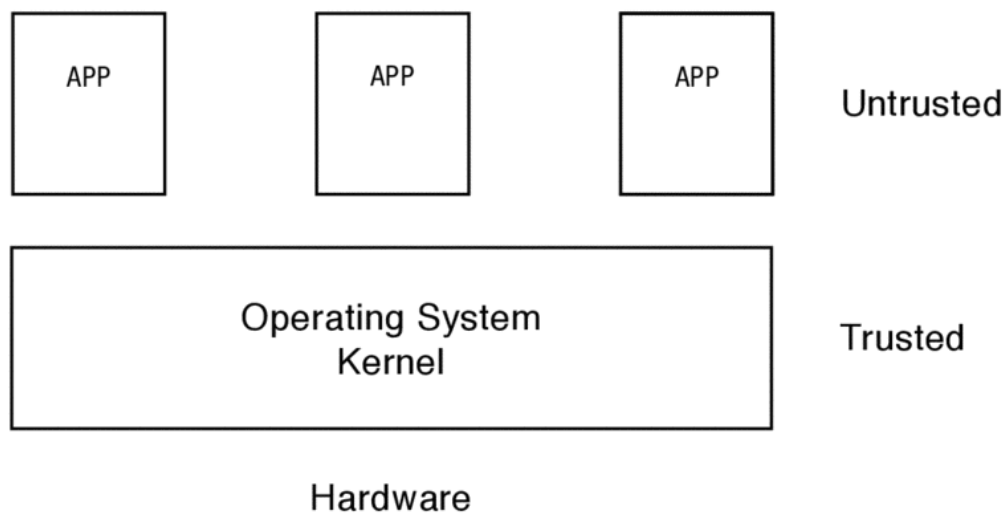 APP
APP
APP
Untrusted
Operating System
Kernel
Trusted
Hardware